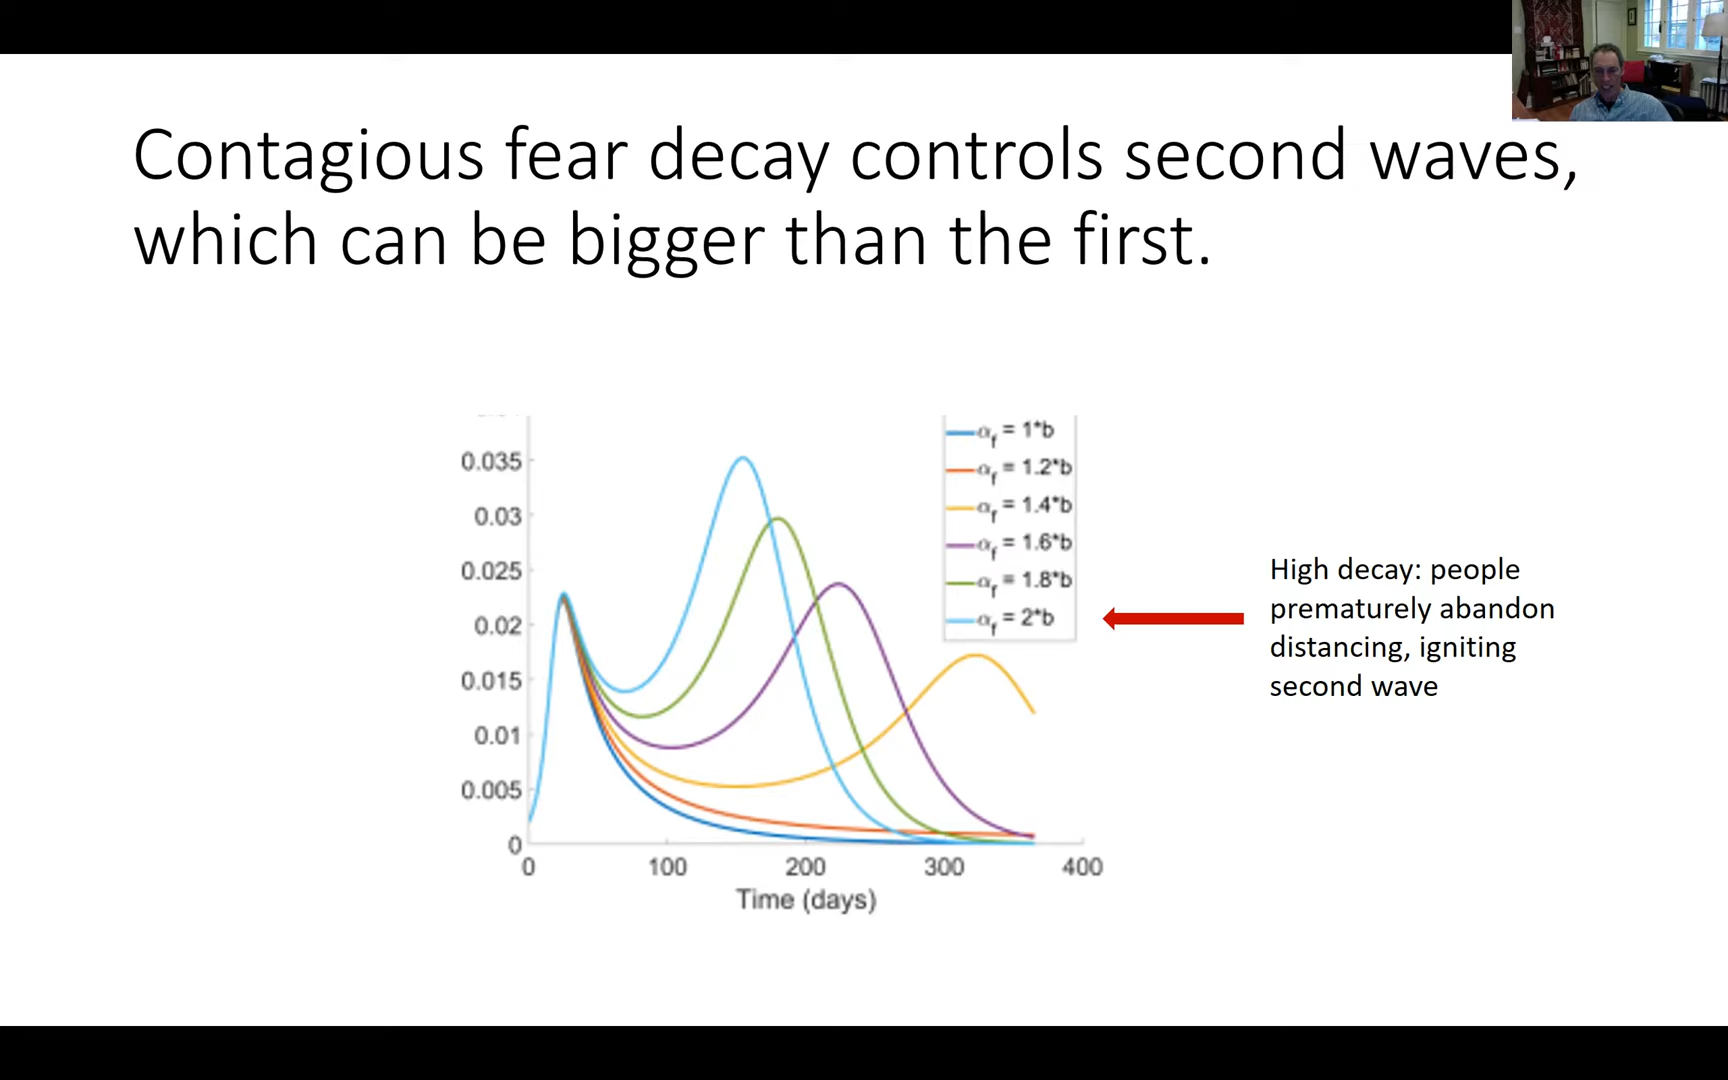 Contagious fear decay controls second waves,
which can be bigger than the first.
0.035
0.03
0.025
0.02
0.015
0.01
0.005
0
0
100
200
300
400
Time (days)
αf = 1*b
αf = 1.2*b
αf = 1.4*b
αf = 1.6*b
αf = 1.8*b
αf = 2*b
High decay: people
prematurely abandon
distancing, igniting
second wave